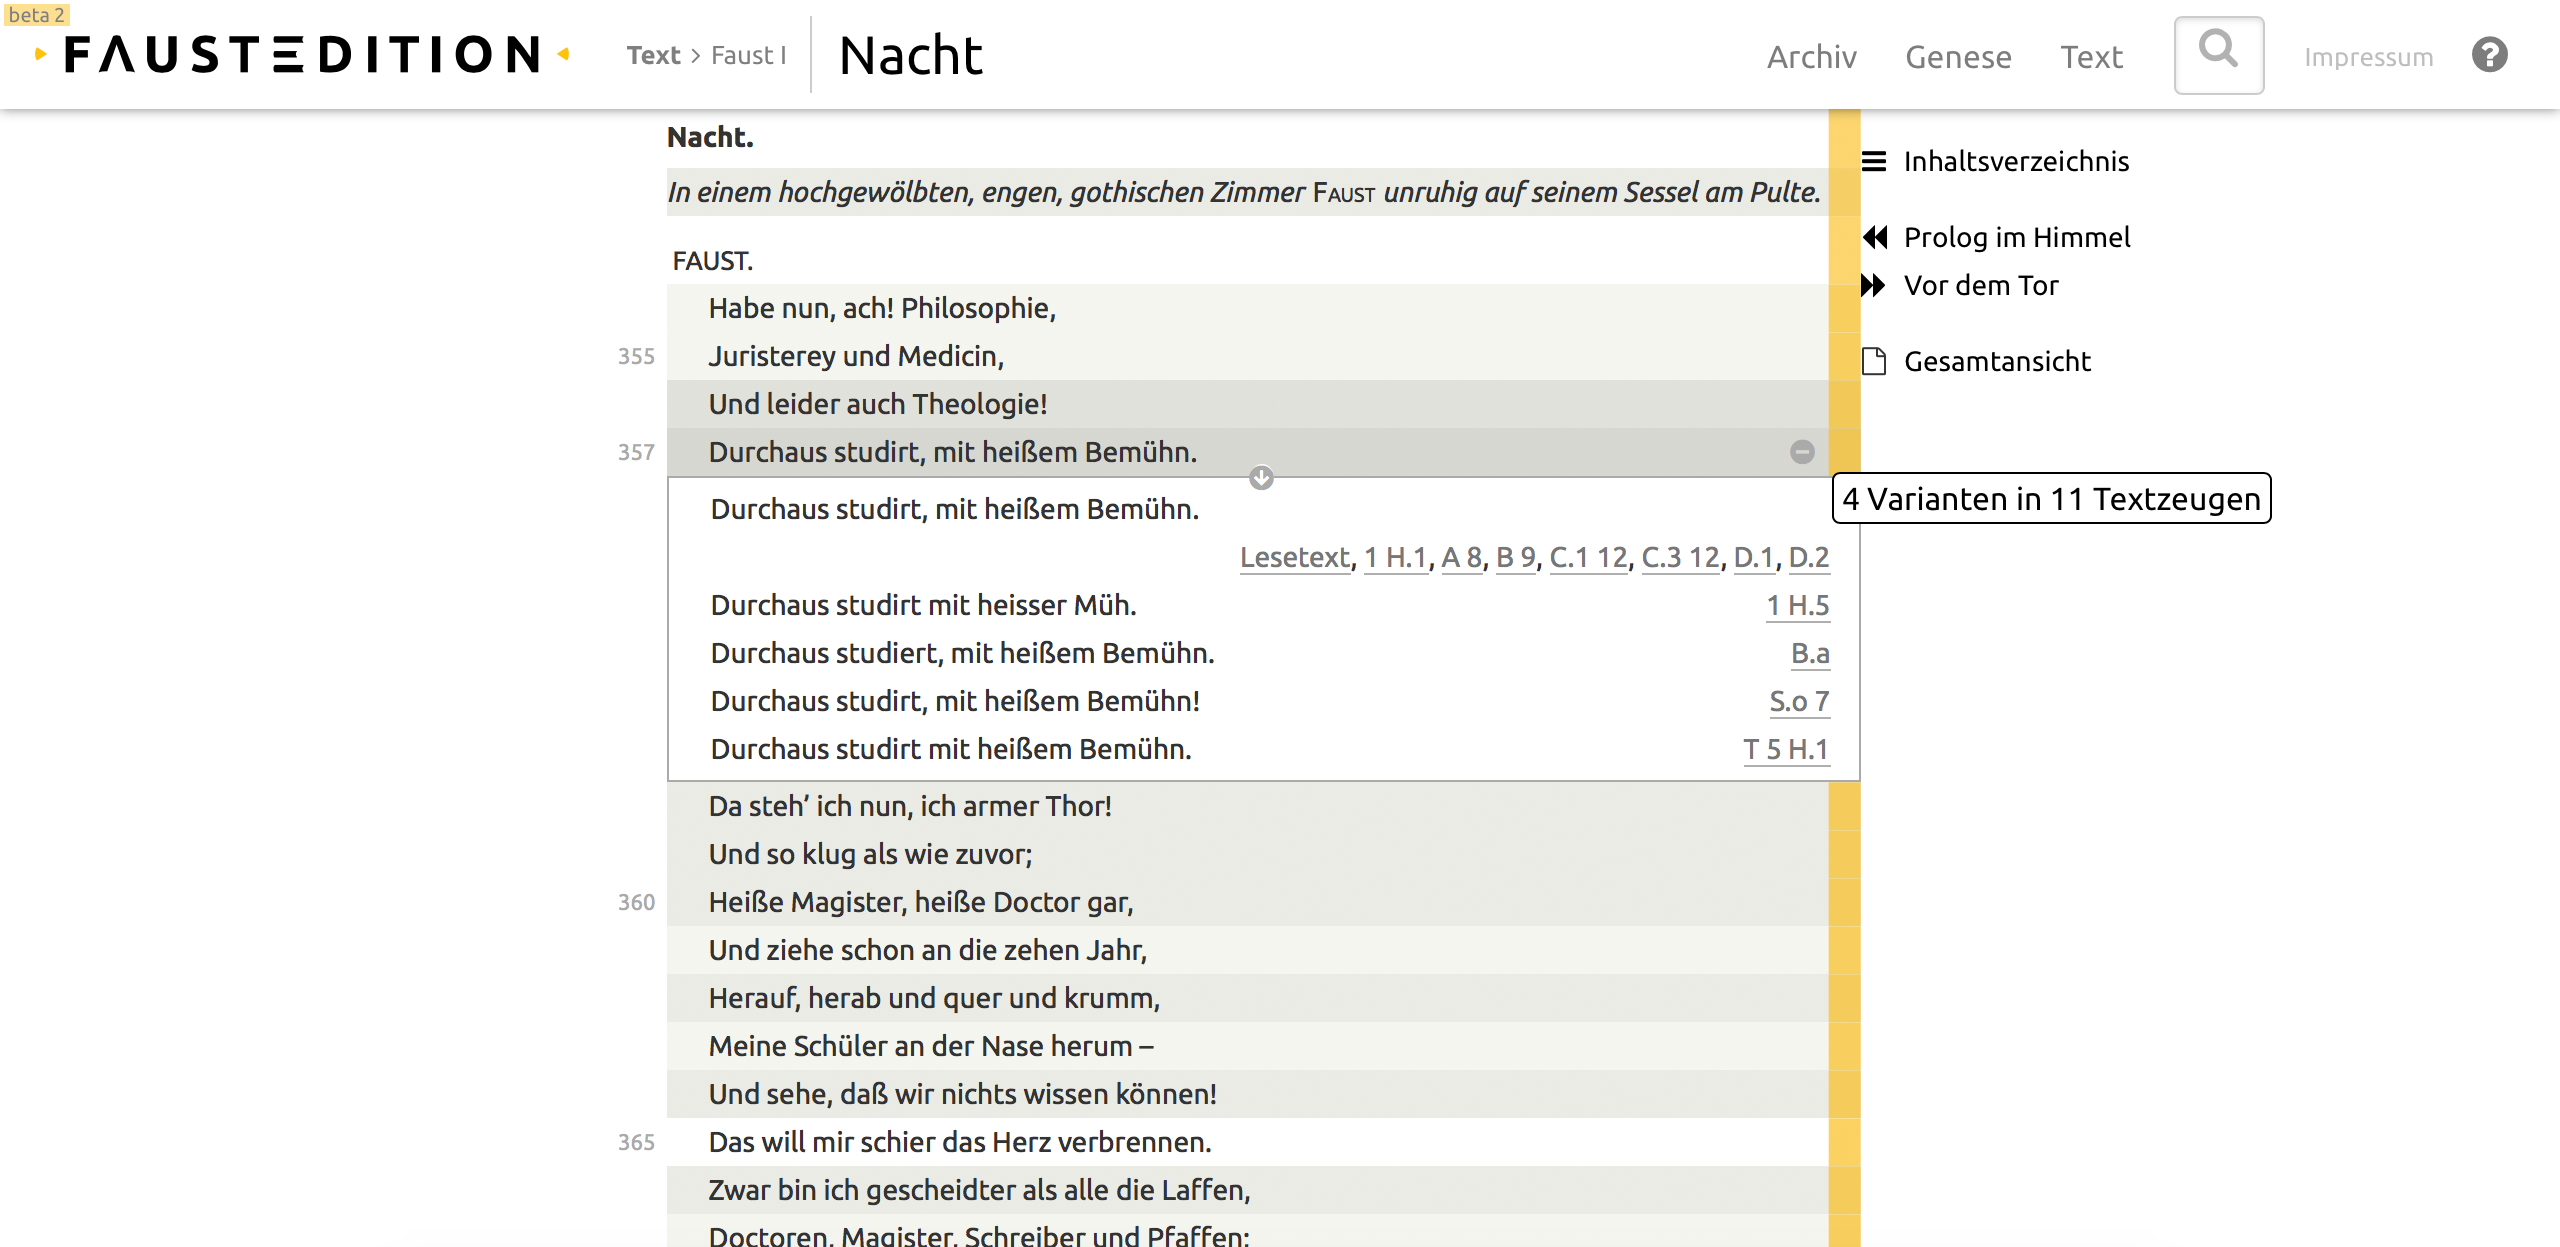 beta 2
FAUSTEDITION
Text > Faust I
Nacht
Archiv
Genese
Text
Impressum
?
Nacht.
In einem hochgewölbten, engen, gothischen Zimmer Faust unruhig auf seinem Sessel am Pulte.
FAUST.
Habe nun, ach! Philosophie,
355 Juristerey und Medicin,
Und leider auch Theologie!
357 Durchaus studirt, mit heißem Bemühn.
Durchaus studirt, mit heißem Bemühn.
Lesetext, 1 H.1, A 8, B 9, C.1 12, C.3 12, D.1, D.2
Durchaus studirt mit heisser Müh. 1 H.5
Durchaus studiert, mit heißem Bemühn. B.a
Durchaus studirt, mit heißem Bemühn! S.o 7
Durchaus studirt mit heißem Bemühn. T 5 H.1
Da steh’ ich nun, ich armer Thor!
Und so klug als wie zuvor;
360 Heiße Magister, heiße Doctor gar,
Und ziehe schon an die zehen Jahr,
Herauf, herab und quer und krumm,
Meine Schüler an der Nase herum –
Und sehe, daß wir nichts wissen können!
365 Das will mir schier das Herz verbrennen.
Zwar bin ich gescheidter als alle die Laffen,
Doctoren, Magister, Schreiber und Pfaffen;
Inhaltsverzeichnis
Prolog im Himmel
Vor dem Tor
Gesamtansicht
4 Varianten in 11 Textzeugen